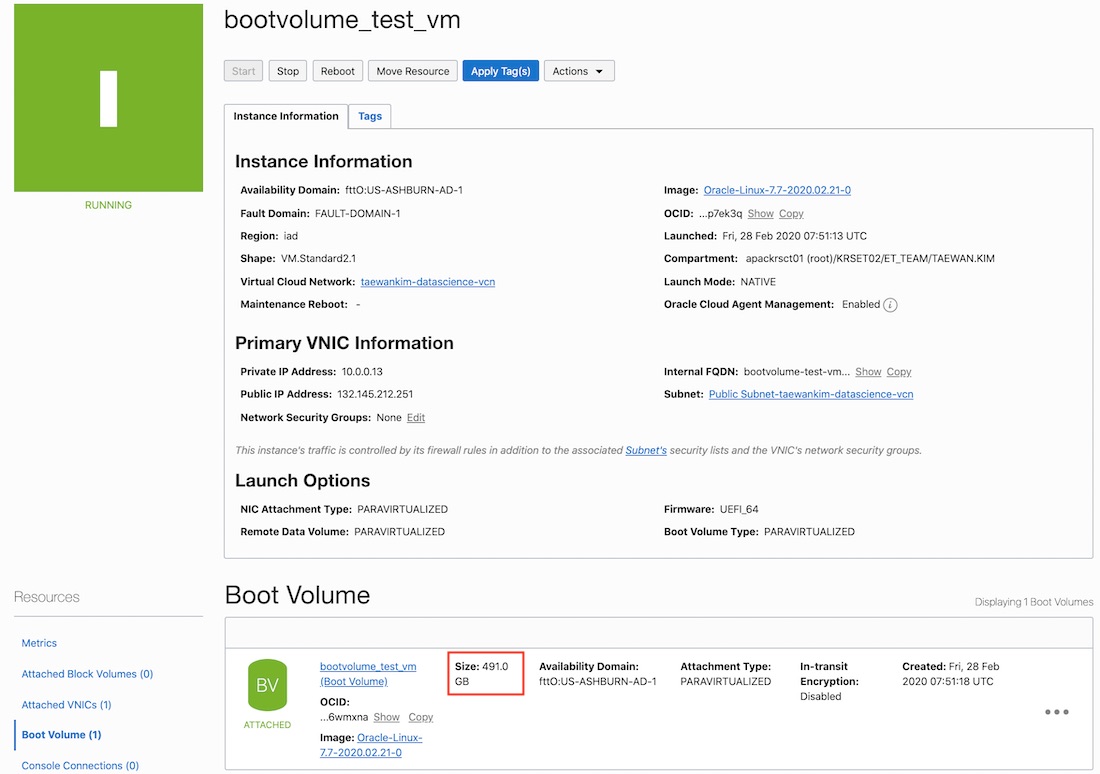 bootvolume_test_vm
Start Stop Reboot Move Resource Apply Tag(s) Actions
Instance Information Tags
RUNNING
Instance Information
Availability Domain: fttO:US-ASHBURN-AD-1
Fault Domain: FAULT-DOMAIN-1
Region: iad
Shape: VM.Standard2.1
Virtual Cloud Network: taewankim-datascience-vcn
Maintenance Reboot: -
Image: Oracle-Linux-7.7-2020.02.21-0
OCID: ...p7ek3q Show Copy
Launched: Fri, 28 Feb 2020 07:51:13 UTC
Compartment: apackrsct01 (root)/KRSET02/ET_TEAM/TAEWAN.KIM
Launch Mode: NATIVE
Oracle Cloud Agent Management: Enabled i
Primary VNIC Information
Private IP Address: 10.0.0.13
Public IP Address: 132.145.212.251
Network Security Groups: None Edit
Internal FQDN: bootvolume-test-vm... Show Copy
Subnet: Public Subnet-taewankim-datascience-vcn
This instance's traffic is controlled by its firewall rules in addition to the associated Subnet's security lists and the VNIC's network security groups.
Launch Options
NIC Attachment Type: PARAVIRTUALIZED
Remote Data Volume: PARAVIRTUALIZED
Firmware: UEFI_64
Boot Volume Type: PARAVIRTUALIZED
Resources
Metrics
Attached Block Volumes (0)
Attached VNICs (1)
Boot Volume (1)
Console Connections (0)
Boot Volume
Displaying 1 Boot Volumes
BV
ATTACHED
bootvolume_test_vm
(Boot Volume)
OCID:
...6wmxna Show Copy
Image: Oracle-Linux-
7.7-2020.02.21-0
Size: 491.0
GB
Availability Domain:
fttO:US-ASHBURN-AD-1
Attachment Type:
PARAVIRTUALIZED
In-transit
Encryption:
Disabled
Created: Fri, 28 Feb
2020 07:51:18 UTC